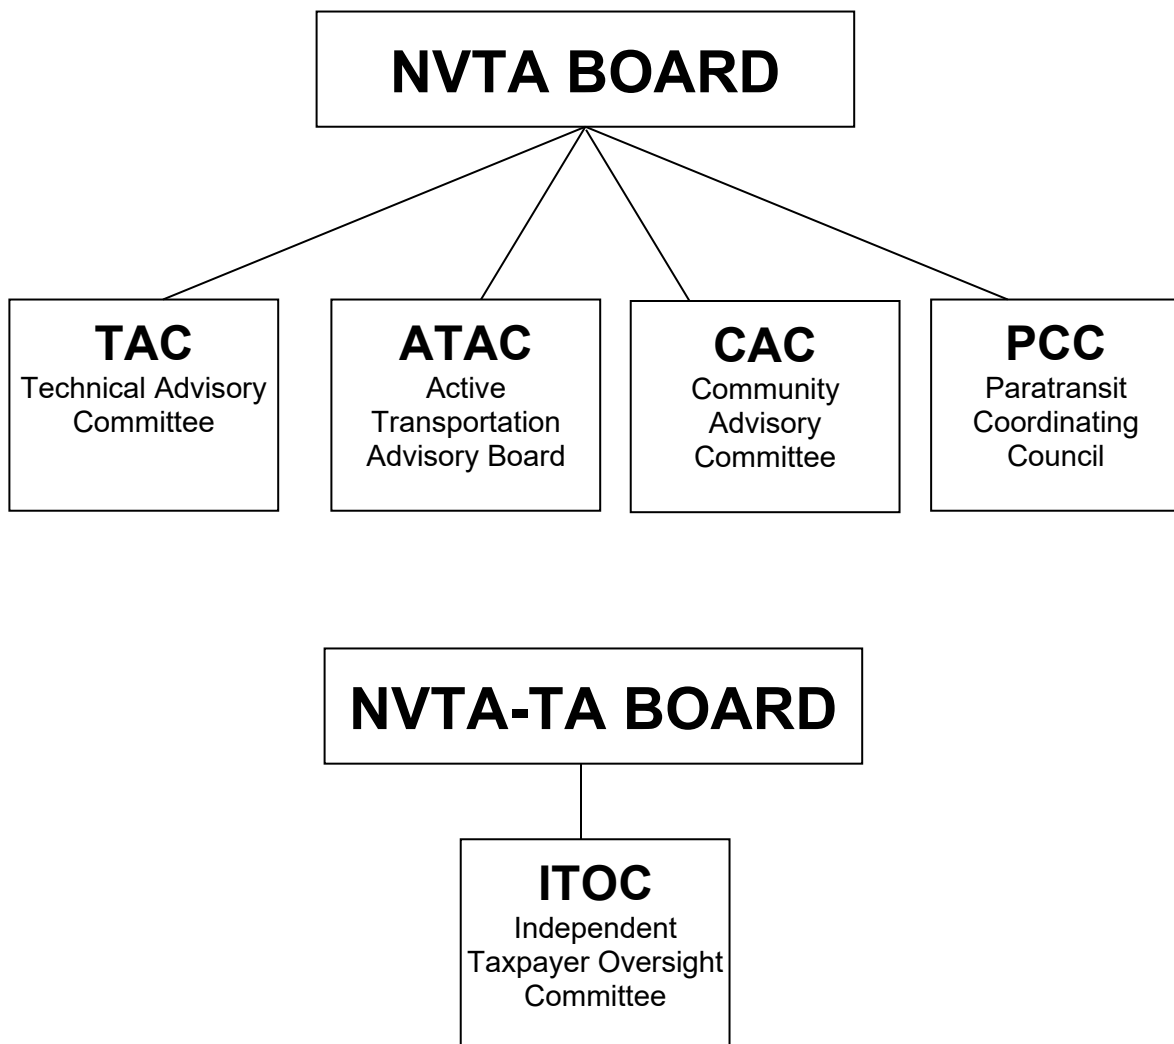 NVTA BOARD
TAC
Technical Advisory
Committee
ATAC
Active
Transportation
Advisory Board
CAC
Community
Advisory
Committee
PCC
Paratransit
Coordinating
Council
NVTA-TA BOARD
ITOC
Independent
Taxpayer Oversight
Committee